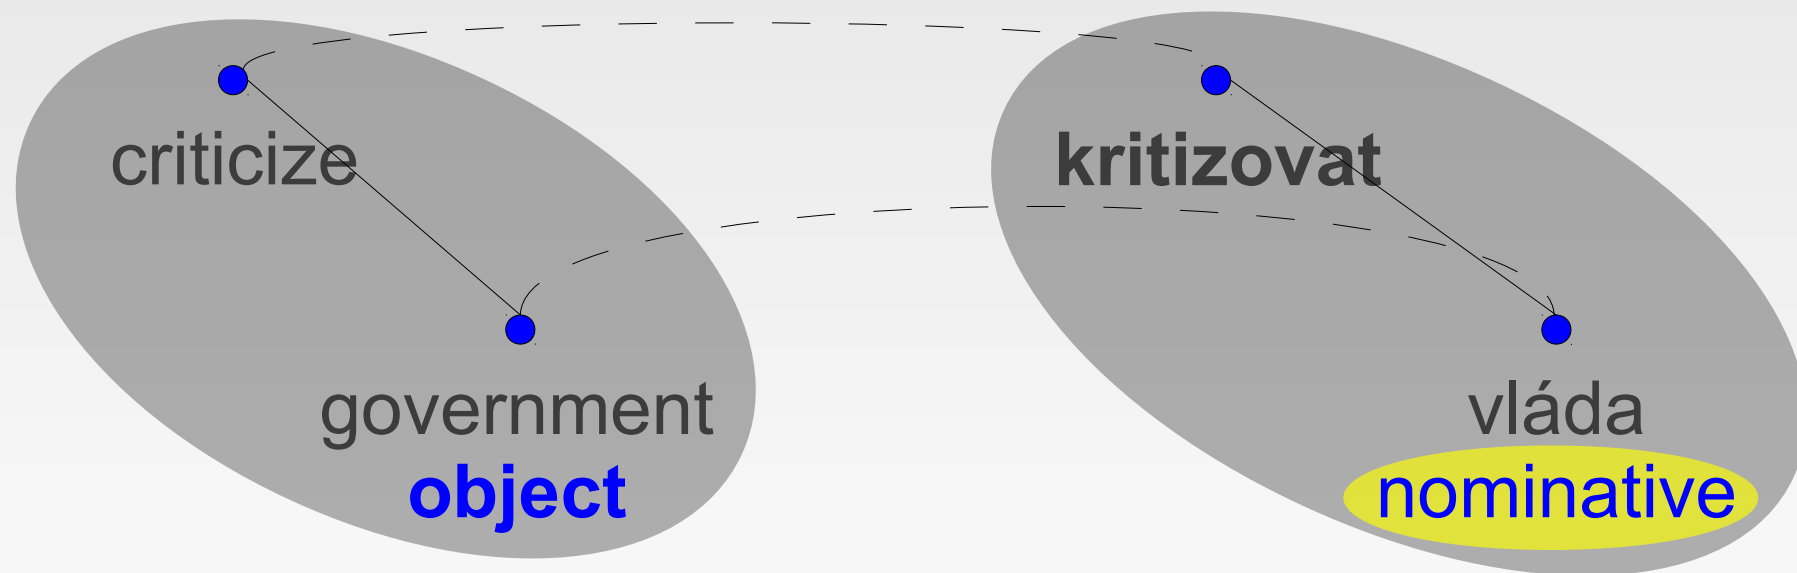 criticize
government
object
kritizovat
vláda
nominative